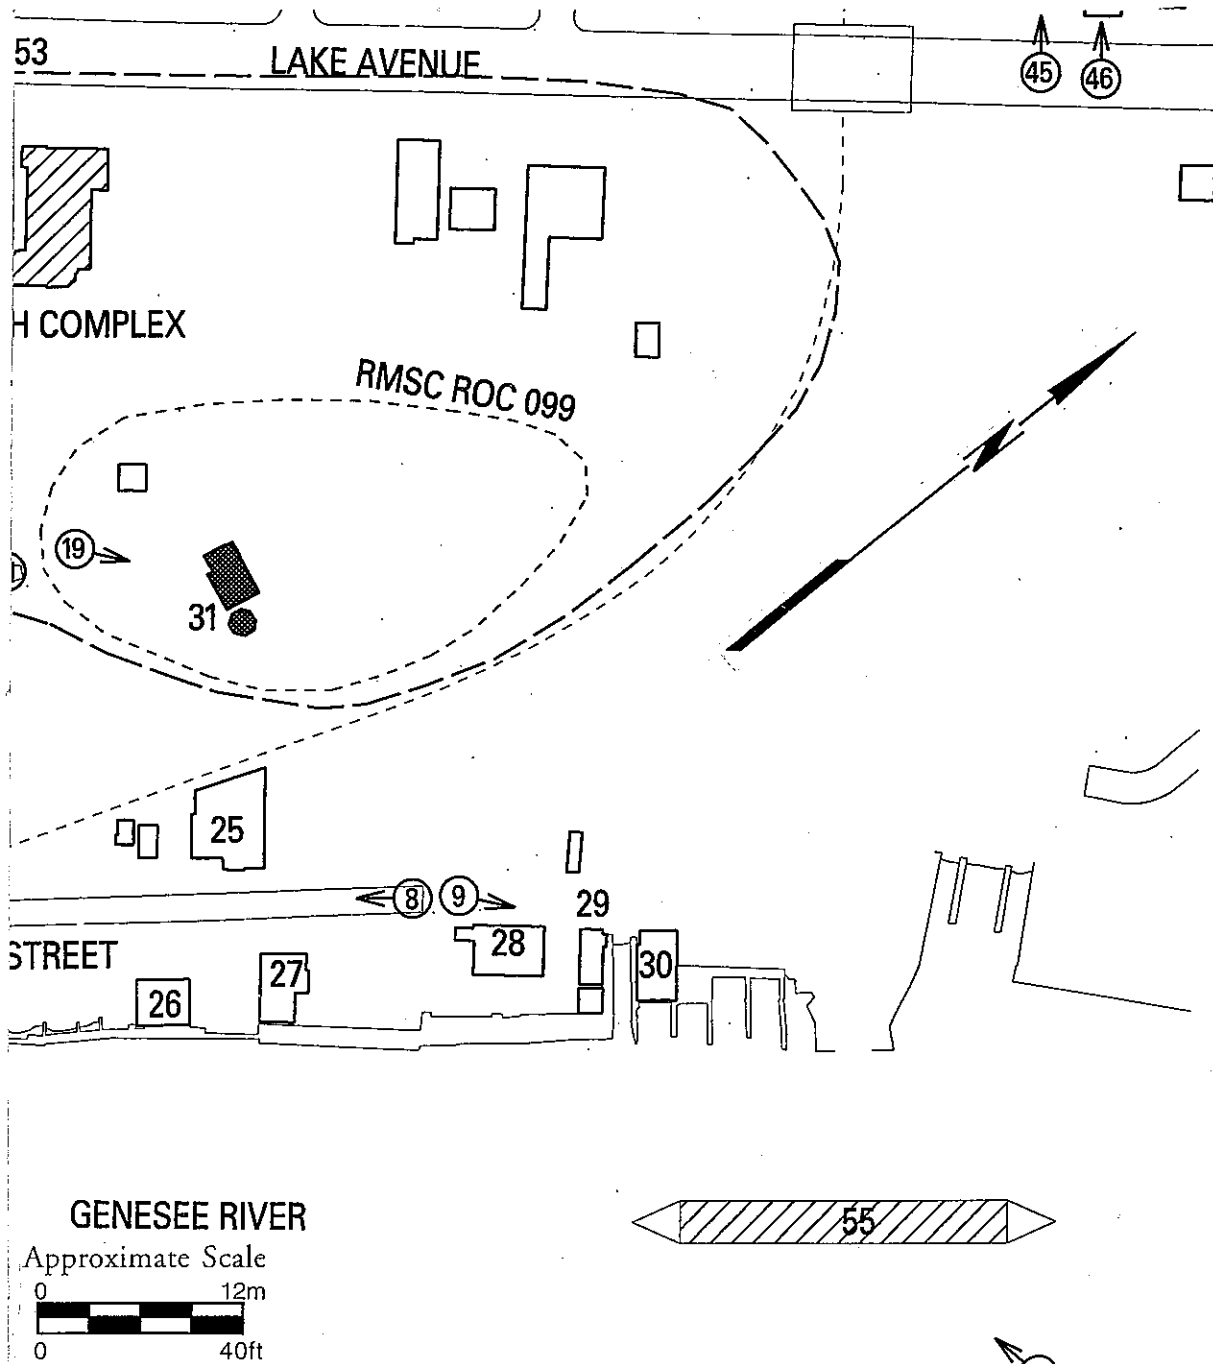 53
LAKE AVENUE
45
46
H COMPLEX
RMSC ROC 099
19
31
25
8
9
29
STREET
28
30
27
26
GENESEE RIVER
55
Approximate Scale
0
12m
0
40ft